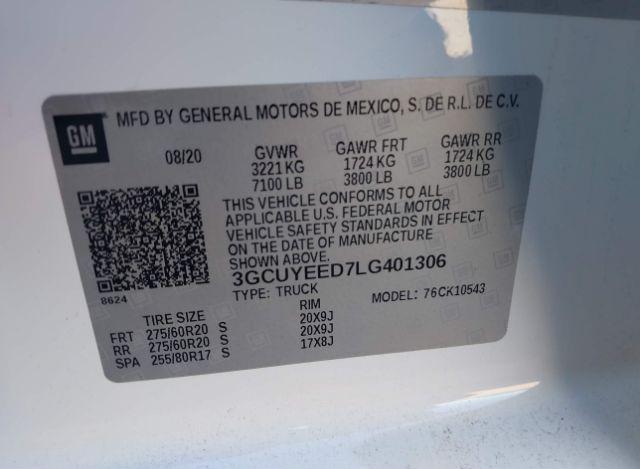 GM MFD BY GENERAL MOTORS DE MEXICO, S. DE R.L. DE C.V.
08/20 GVWR GAWR FRT GAWR RR
3221 KG 1724 KG 1724 KG
7100 LB 3800 LB 3800 LB
THIS VEHICLE CONFORMS TO ALL
APPLICABLE U.S. FEDERAL MOTOR
VEHICLE SAFETY STANDARDS IN EFFECT
ON THE DATE OF MANUFACTURE
SHOWN ABOVE.
3GCUYEED7LG401306
8624
TYPE: TRUCK MODEL: 76CK10543
TIRE SIZE RIM
FRT 275/60R20 S 20X9J
RR 275/60R20 S 20X9J
SPA 255/80R17 S 17X8J